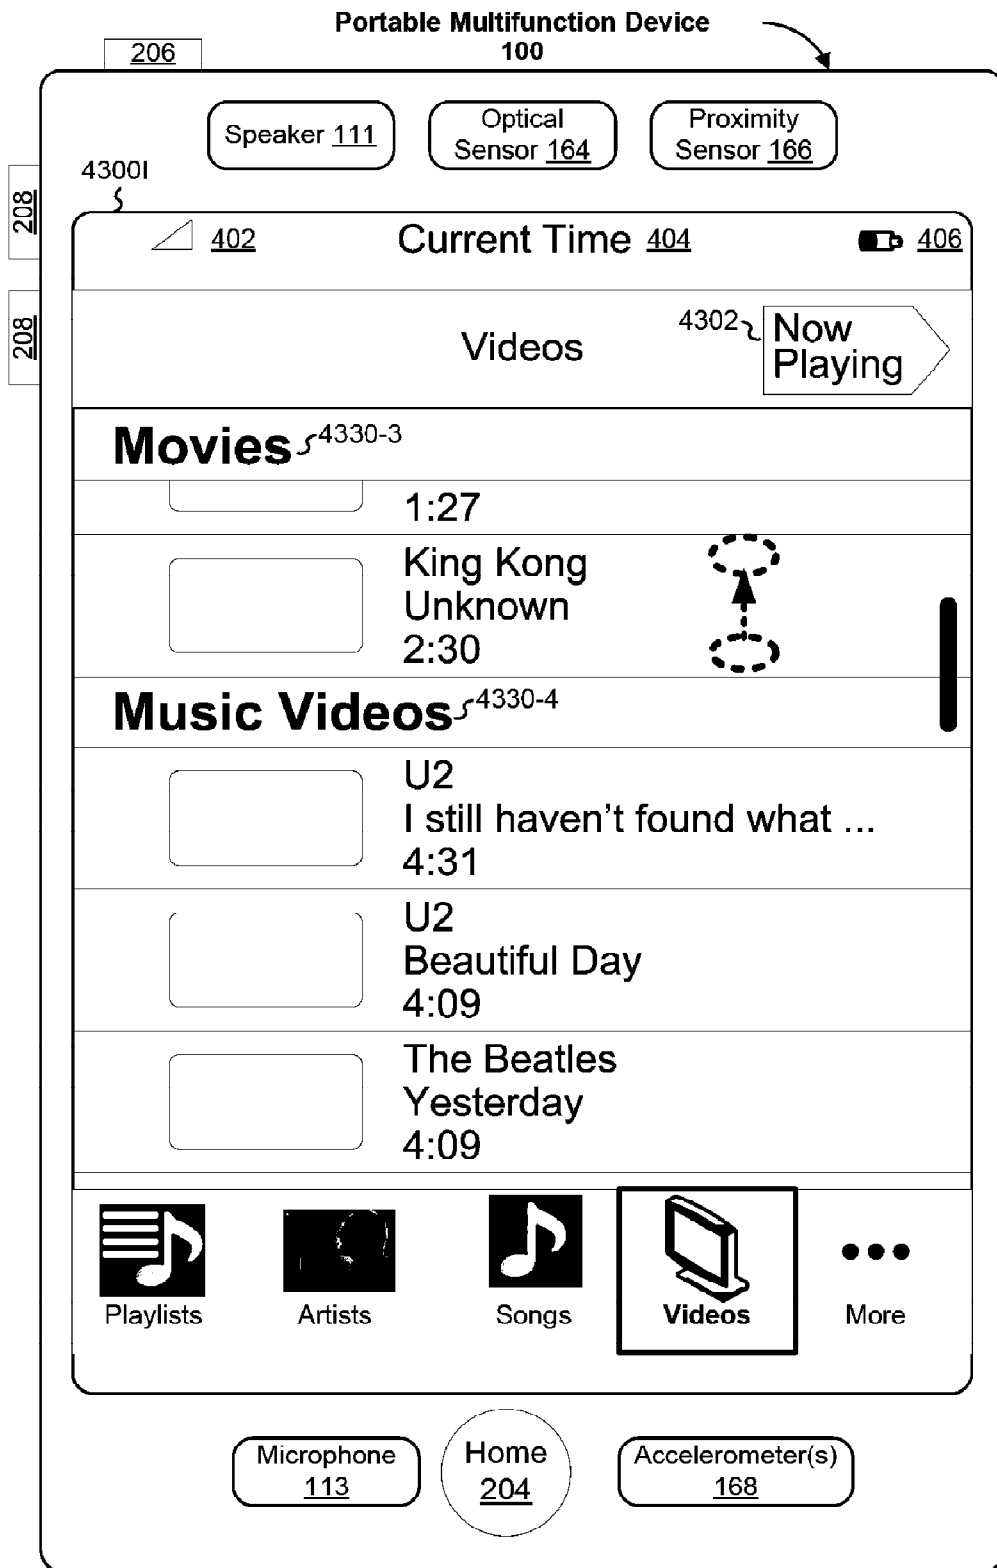 Portable Multifunction Device
100
206
Speaker 111
Optical
Sensor 164
Proximity
Sensor 166
4300I
208
208
402
Current Time 404
406
Videos
4302
Now
Playing
Movies 4330-3
1:27
King Kong
Unknown
2:30
Music Videos 4330-4
U2
I still haven't found what ...
4:31
U2
Beautiful Day
4:09
The Beatles
Yesterday
4:09
Playlists
Artists
Songs
Videos
More
Microphone
113
Home
204
Accelerometer(s)
168